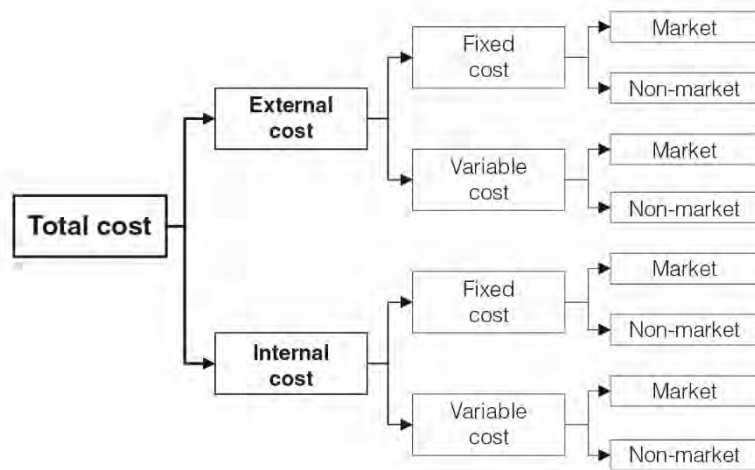 Total cost
External
cost
Internal
cost
Fixed
cost
Variable
cost
Fixed
cost
Variable
cost
Market
Non-market
Market
Non-market
Market
Non-market
Market
Non-market